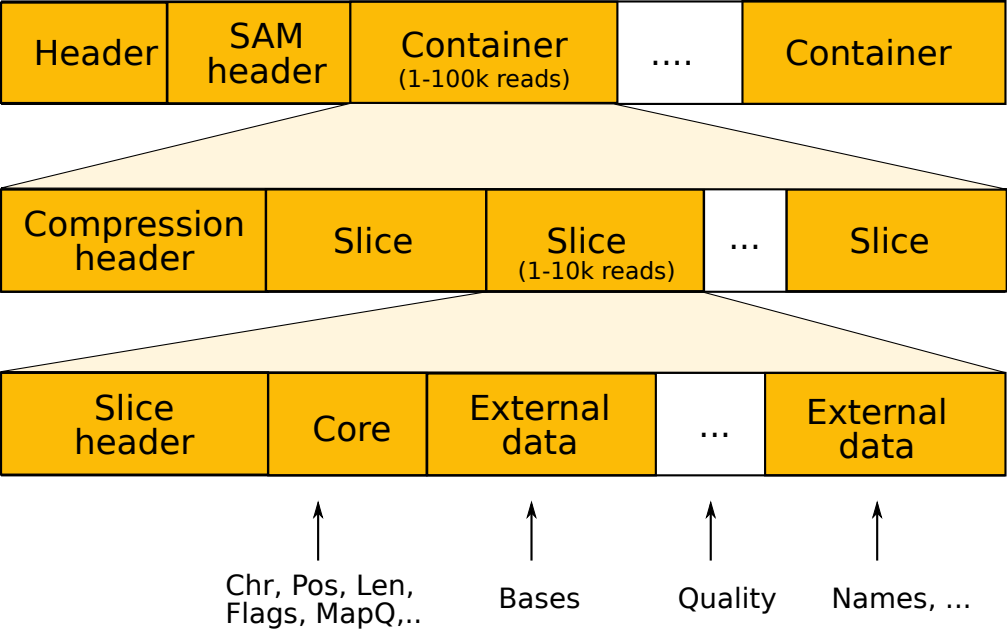 Header
SAM
header
Container
(1-100k reads)
....
Container
Compression
header
Slice
Slice
(1-10k reads)
...
Slice
Slice
header
Core
External
data
...
External
data
Chr, Pos, Len,
Flags, MapQ,..
Bases
Quality
Names, ...